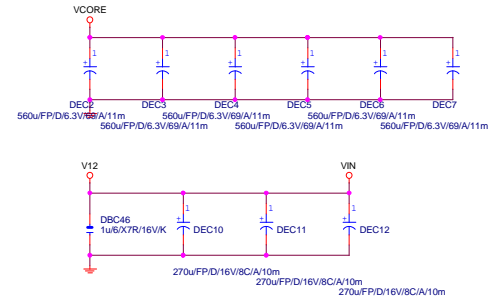 VCORE
1 1 1 1 1 1
+ + + + + +
DEC2 DEC3 DEC4 DEC5 DEC6 DEC7
560u/FP/D/6.3V/69/A/11m 560u/FP/D/6.3V/69/A/11m 560u/FP/D/6.3V/69/A/11m
560u/FP/D/6.3V/69/A/11m 560u/FP/D/6.3V/69/A/11m 560u/FP/D/6.3V/69/A/11m
V12 VIN
1 1 1
+ + +
DBC46
1u/6/X7R/16V/K DEC10 DEC11 DEC12
270u/FP/D/16V/8C/A/10m
270u/FP/D/16V/8C/A/10m
270u/FP/D/16V/8C/A/10m